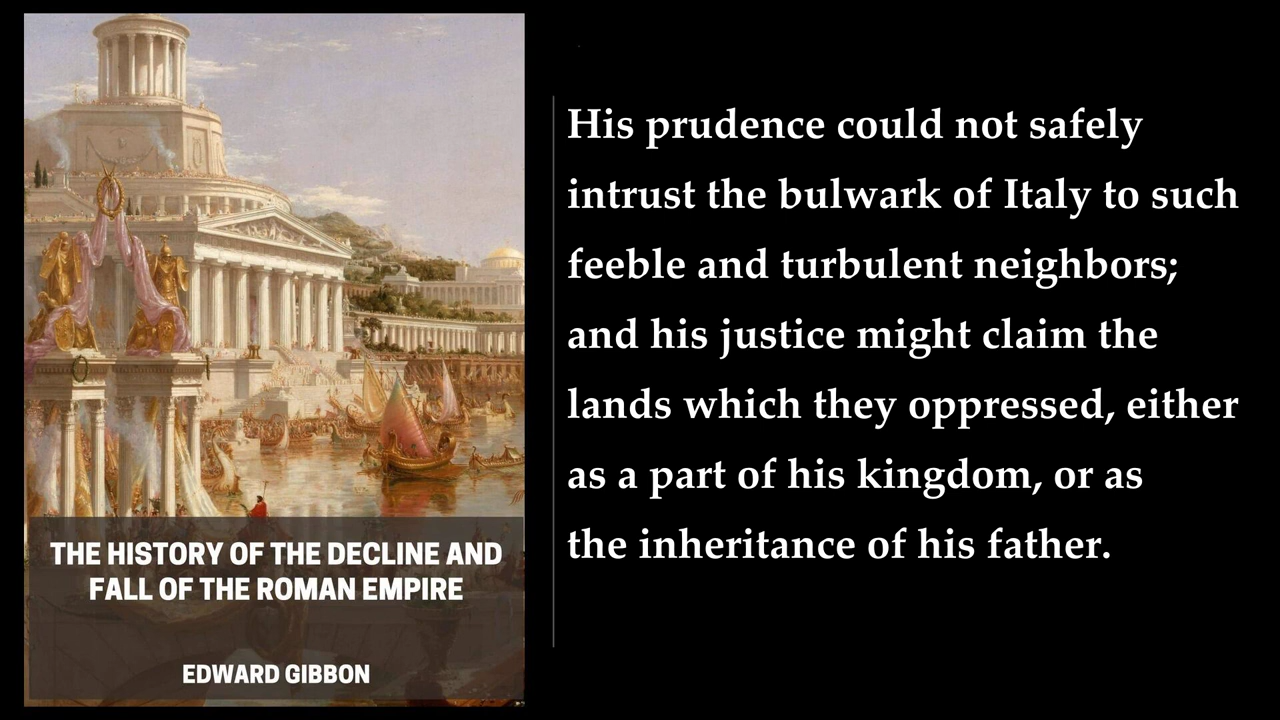 THE HISTORY OF THE DECLINE AND
FALL OF THE ROMAN EMPIRE
EDWARD GIBBON
His prudence could not safely
intrust the bulwark of Italy to such
feeble and turbulent neighbors;
and his justice might claim the
lands which they oppressed, either
as a part of his kingdom, or as
the inheritance of his father.